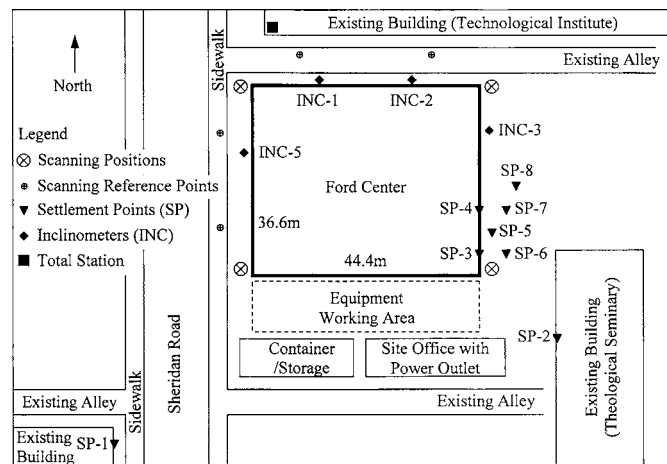 Existing Building (Technological Institute)
Sidewalk
Existing Alley
North
INC-1
INC-2
INC-3
Legend
Scanning Positions
Scanning Reference Points
Settlement Points (SP)
Inclinometers (INC)
Total Station
INC-5
Ford Center
SP-8
SP-4
SP-7
SP-5
36.6m
SP-3
SP-6
44.4m
Equipment
Working Area
SP-2
Container
/Storage
Site Office with
Power Outlet
Sheridan Road
Existing Building
(Theological Seminary)
Existing Alley
Sidewalk
Existing Alley
Existing
Building
SP-1